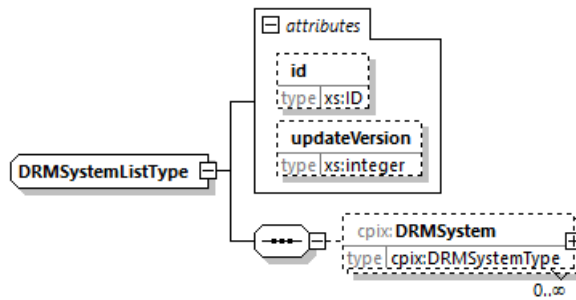 attributes
id
type xs:ID
updateVersion
type xs:integer
DRMSystemListType
cpix:DRMSystem
type cpix:DRMSystemType
0..∞